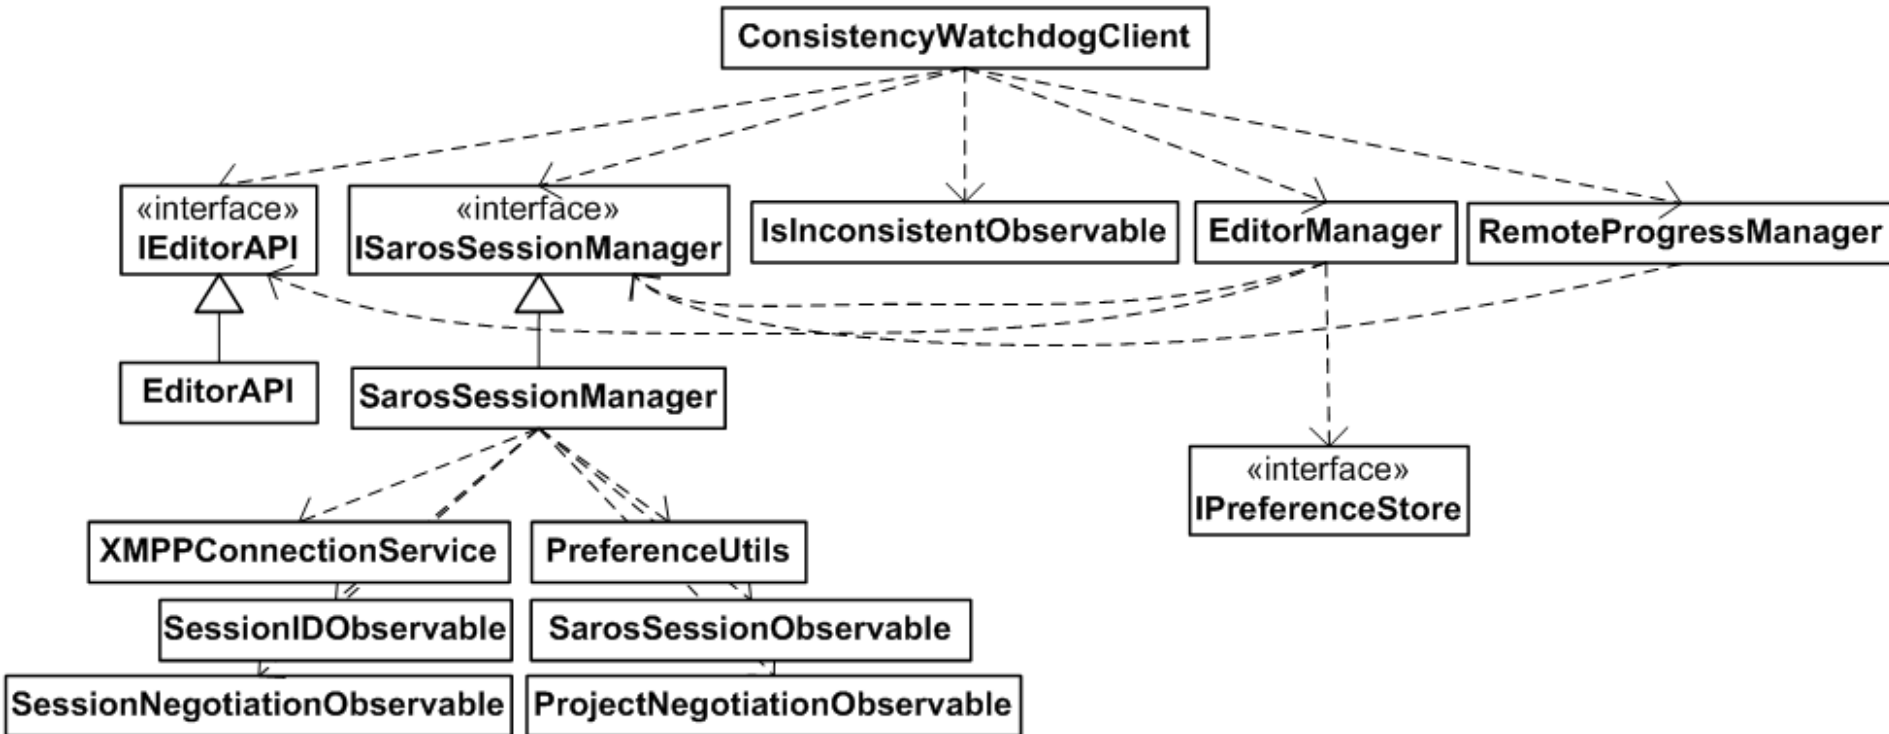 ConsistencyWatchdogClient
«interface»
IEditorAPI
«interface»
ISarosSessionManager
IsInconsistentObservable
EditorManager
RemoteProgressManager
EditorAPI
SarosSessionManager
«interface»
IPreferenceStore
XMPPConnectionService
PreferenceUtils
SessionIDObservable
SarosSessionObservable
SessionNegotiationObservable
ProjectNegotiationObservable